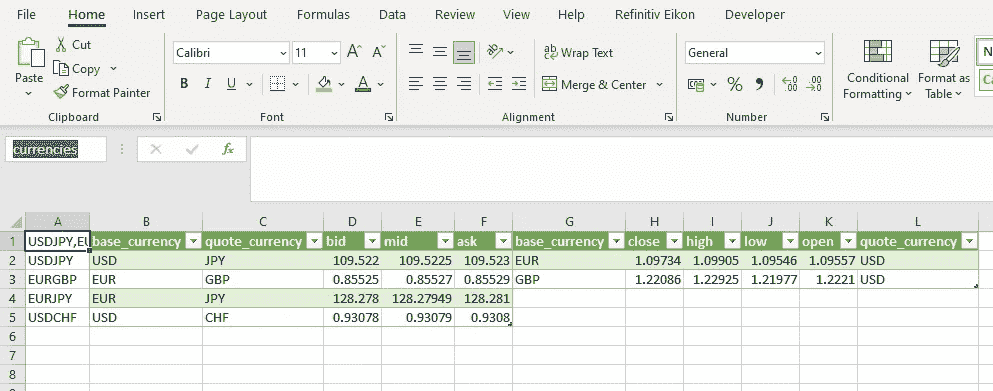 File Home Insert Page Layout Formulas Data Review View Help Refinitiv Eikon Developer
Cut
Copy
Format Painter
Paste
Calibri 11 A A
B I U A
ab Wrap Text
Merge & Center
General
% 9
Conditional Formatting
Format as Table
Clipboard Font Alignment Number
currencies fx
A B C D E F G H I J K L
1 USDJPY,EU base_currency quote_currency bid mid ask base_currency close high low open quote_currency
2 USDJPY USD JPY 109.522 109.5225 109.523 EUR 1.09734 1.09905 1.09546 1.09557 USD
3 EURGBP EUR GBP 0.85525 0.85527 0.85529 GBP 1.22086 1.22925 1.21977 1.2221 USD
4 EURJPY EUR JPY 128.278 128.27949 128.281
5 USDCHF USD CHF 0.93078 0.93079 0.9308
6
7
8